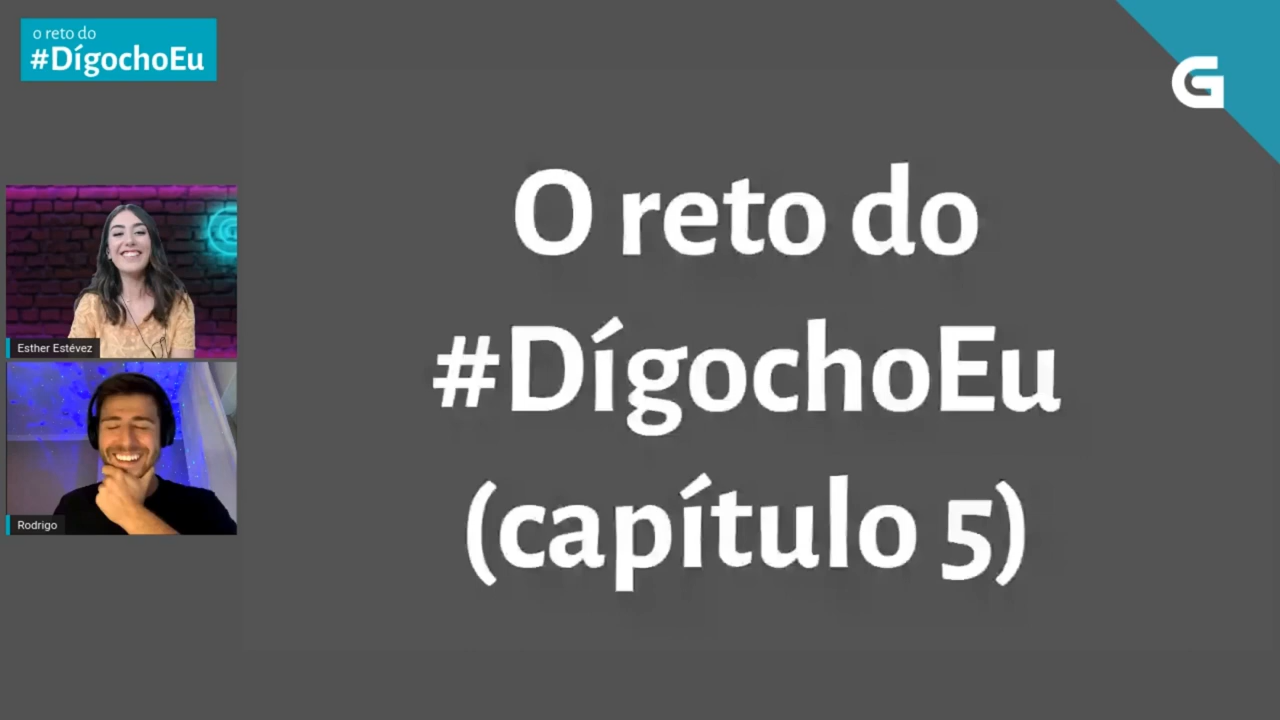 o reto do
#DígochoEu
G
O reto do
#DígochoEu
(capítulo 5)
Esther Estévez
Rodrigo